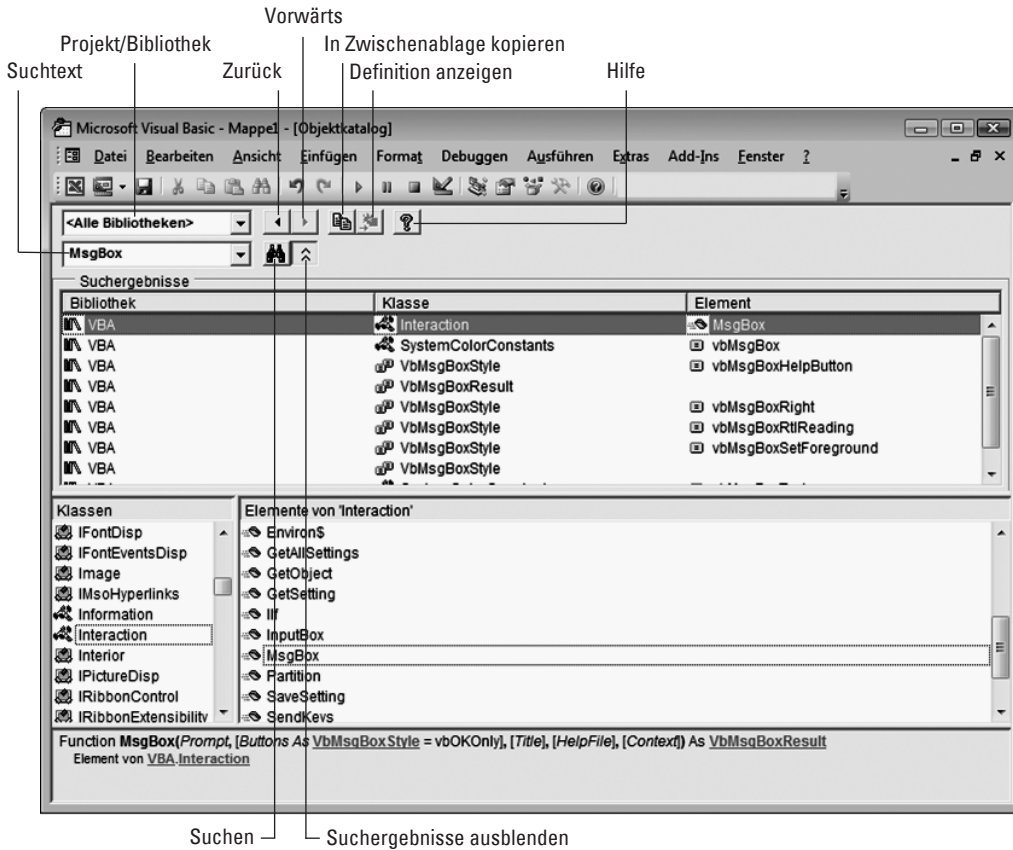 Vorwärts
Projekt/Bibliothek
In Zwischenablage kopieren
Suchtext
Zurück
Definition anzeigen
Hilfe
Microsoft Visual Basic - Mappe1 - [Objektkatalog]
Datei Bearbeiten Ansicht Einfügen Format Debuggen Ausführen Extras Add-Ins Fenster ?
<Alle Bibliotheken>
MsgBox
Suchergebnisse
Bibliothek Klasse Element
VBA Interaction MsgBox
VBA SystemColorConstants vbMsgBox
VBA VbMsgBoxStyle vbMsgBoxHelpButton
VBA VbMsgBoxResult
VBA VbMsgBoxStyle vbMsgBoxRight
VBA VbMsgBoxStyle vbMsgBoxRtlReading
VBA VbMsgBoxStyle vbMsgBoxSetForeground
VBA VbMsgBoxStyle
Klassen
IFontDisp
IFontEventsDisp
Image
IMsoHyperlinks
Information
Interaction
Interior
IPictureDisp
IRibbonControl
IRibbonExtensibility
Elemente von 'Interaction'
Environ$
GetAllSettings
GetObject
GetSetting
IIf
InputBox
MsgBox
Partition
SaveSetting
SendKeys
Function MsgBox(Prompt, [Buttons As VbMsgBoxStyle = vbOKOnly], [Title], [HelpFile], [Context]) As VbMsgBoxResult
Element von VBA.Interaction
Suchen
Suchergebnisse ausblenden